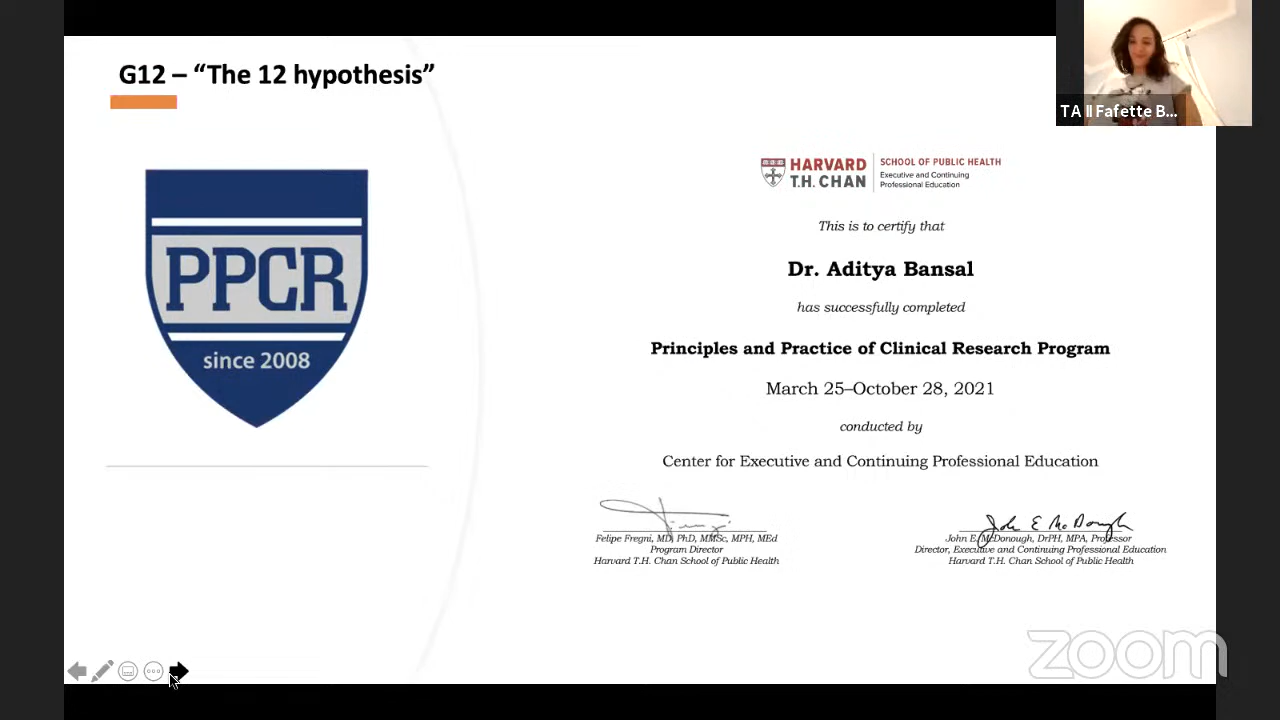 G12 – “The 12 hypothesis”
TA II Fafette B...
PPCR
since 2008
HARVARD
T.H. CHAN
SCHOOL OF PUBLIC HEALTH
Executive and Continuing
Professional Education
This is to certify that
Dr. Aditya Bansal
has successfully completed
Principles and Practice of Clinical Research Program
March 25–October 28, 2021
conducted by
Center for Executive and Continuing Professional Education
John E McDonough
Felipe Fregni, MD PhD, MMSc, MPH, MEd
Program Director
Harvard T.H. Chan School of Public Health
John E. McDonough, DrPH, MPA, Professor
Director, Executive and Continuing Professional Education
Harvard T.H. Chan School of Public Health
zoom